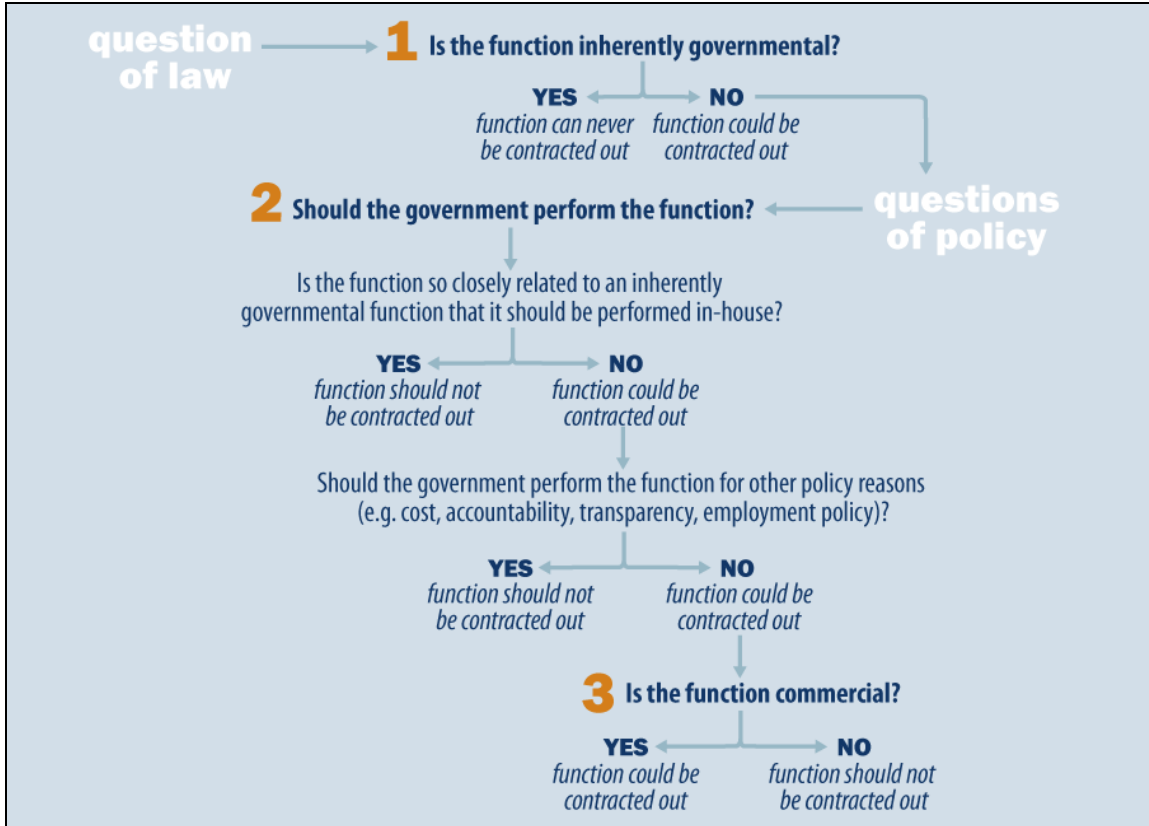 question
of law
1 Is the function inherently governmental?
YES
function can never
be contracted out
NO
function could be
contracted out
questions
of policy
2 Should the government perform the function?
Is the function so closely related to an inherently
governmental function that it should be performed in-house?
YES
function should not
be contracted out
NO
function could be
contracted out
Should the government perform the function for other policy reasons
(e.g. cost, accountability, transparency, employment policy)?
YES
function should not
be contracted out
NO
function could be
contracted out
3 Is the function commercial?
YES
function could be
contracted out
NO
function should not
be contracted out